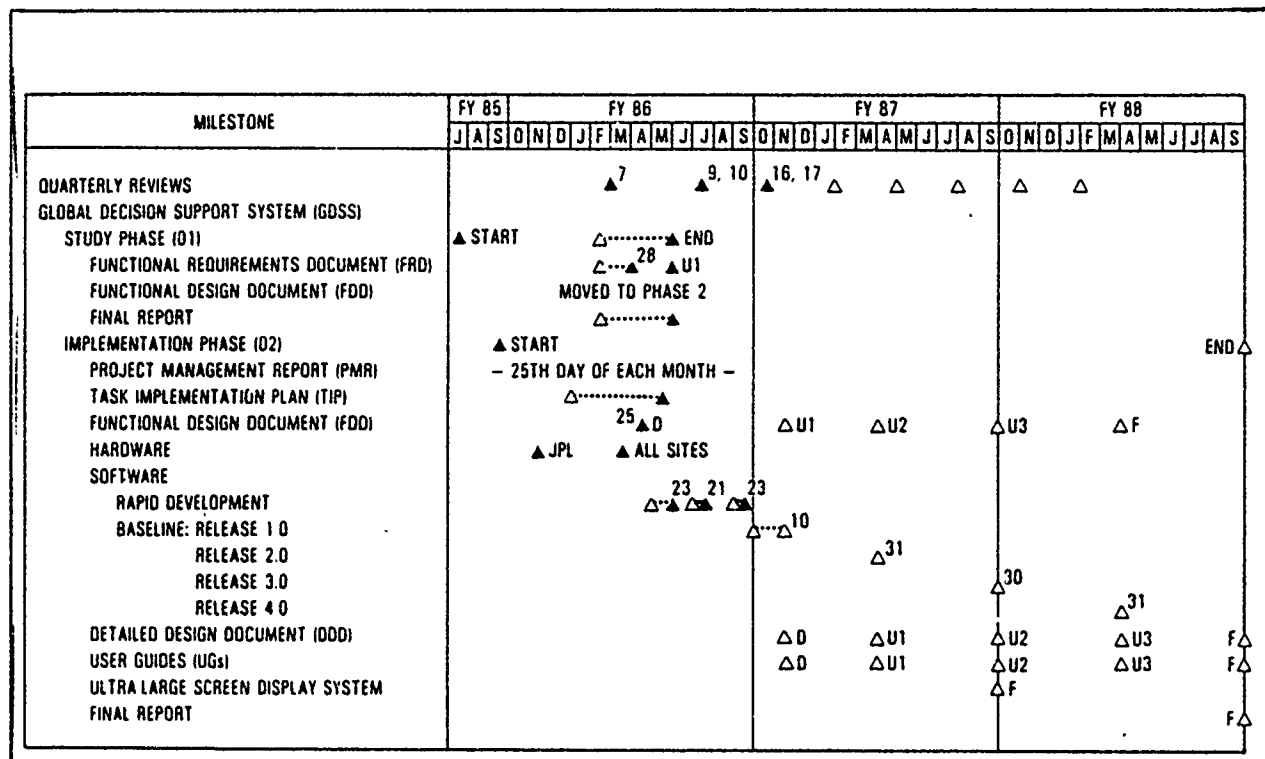 MILESTONE
FY 85 FY 86 FY 87 FY 88
J A S O N D J F M A M J J A S O N D J F M A M J J A S O N D J F M A M J J A S
QUARTERLY REVIEWS 7 9, 10 16, 17
GLOBAL DECISION SUPPORT SYSTEM (GDSS)
STUDY PHASE (01) START END
FUNCTIONAL REQUIREMENTS DOCUMENT (FRD) 28 U1
FUNCTIONAL DESIGN DOCUMENT (FDD) MOVED TO PHASE 2
FINAL REPORT
IMPLEMENTATION PHASE (02) START END
PROJECT MANAGEMENT REPORT (PMR) – 25TH DAY OF EACH MONTH –
TASK IMPLEMENTATION PLAN (TIP)
FUNCTIONAL DESIGN DOCUMENT (FDD) 25 D U1 U2 U3 F
HARDWARE JPL ALL SITES
SOFTWARE
RAPID DEVELOPMENT 23 21 23
BASELINE: RELEASE 1.0 10
RELEASE 2.0 31
RELEASE 3.0 30
RELEASE 4.0 31
DETAILED DESIGN DOCUMENT (DDD) D U1 U2 U3 F
USER GUIDES (UGs) D U1 U2 U3 F
ULTRA LARGE SCREEN DISPLAY SYSTEM F
FINAL REPORT F